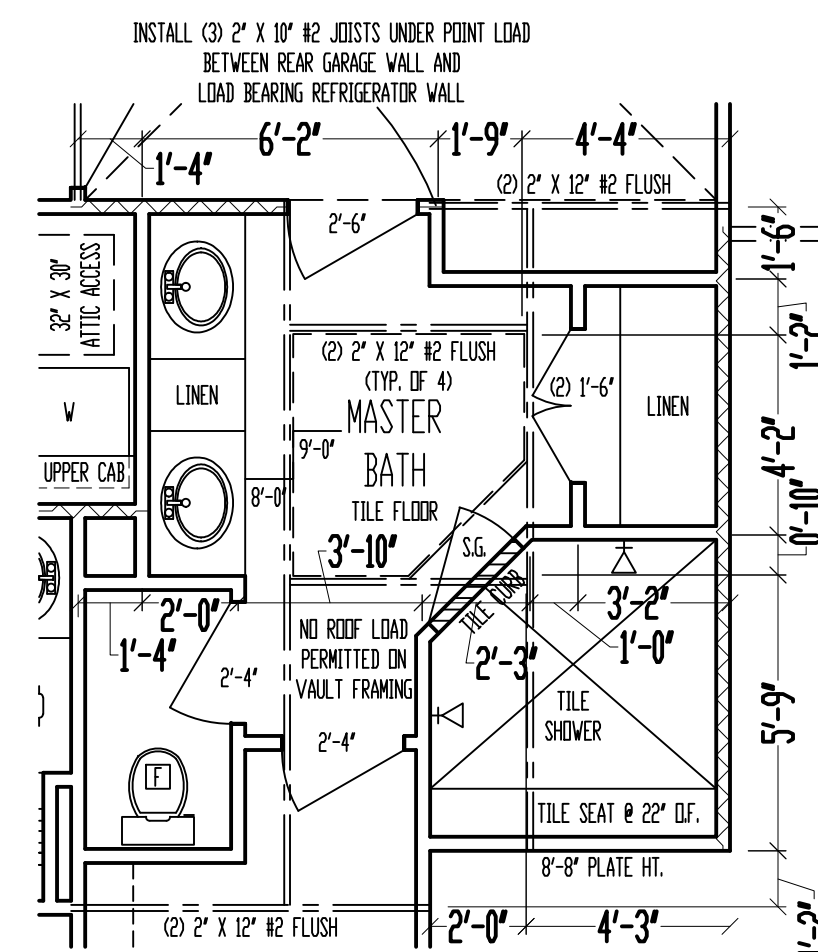 INSTALL (3) 2" X 10" #2 JOISTS UNDER POINT LOAD
BETWEEN REAR GARAGE WALL AND
LOAD BEARING REFRIGERATOR WALL
6'-2"
1'-9"
4'-4"
1'-4"
(2) 2" X 12" #2 FLUSH
2'-6"
1'-6"
32" X 30"
ATTIC ACCESS
1'-2"
(2) 2" X 12" #2 FLUSH
(TYP. OF 4)
LINEN
(2) 1'-6"
LINEN
W
MASTER
BATH
TILE FLOOR
9'-0"
4'-2"
UPPER CAB
8'-0"
0'-10"
S.G.
3'-10"
TILE CURB
2'-0"
3'-2"
1'-4"
NO ROOF LOAD
PERMITTED ON
VAULT FRAMING
1'-0"
2'-3"
2'-4"
TILE
SHOWER
5'-9"
2'-4"
F
TILE SEAT @ 22" O.F.
8'-8" PLATE HT.
(2) 2" X 12" #2 FLUSH
2'-0"
4'-3"